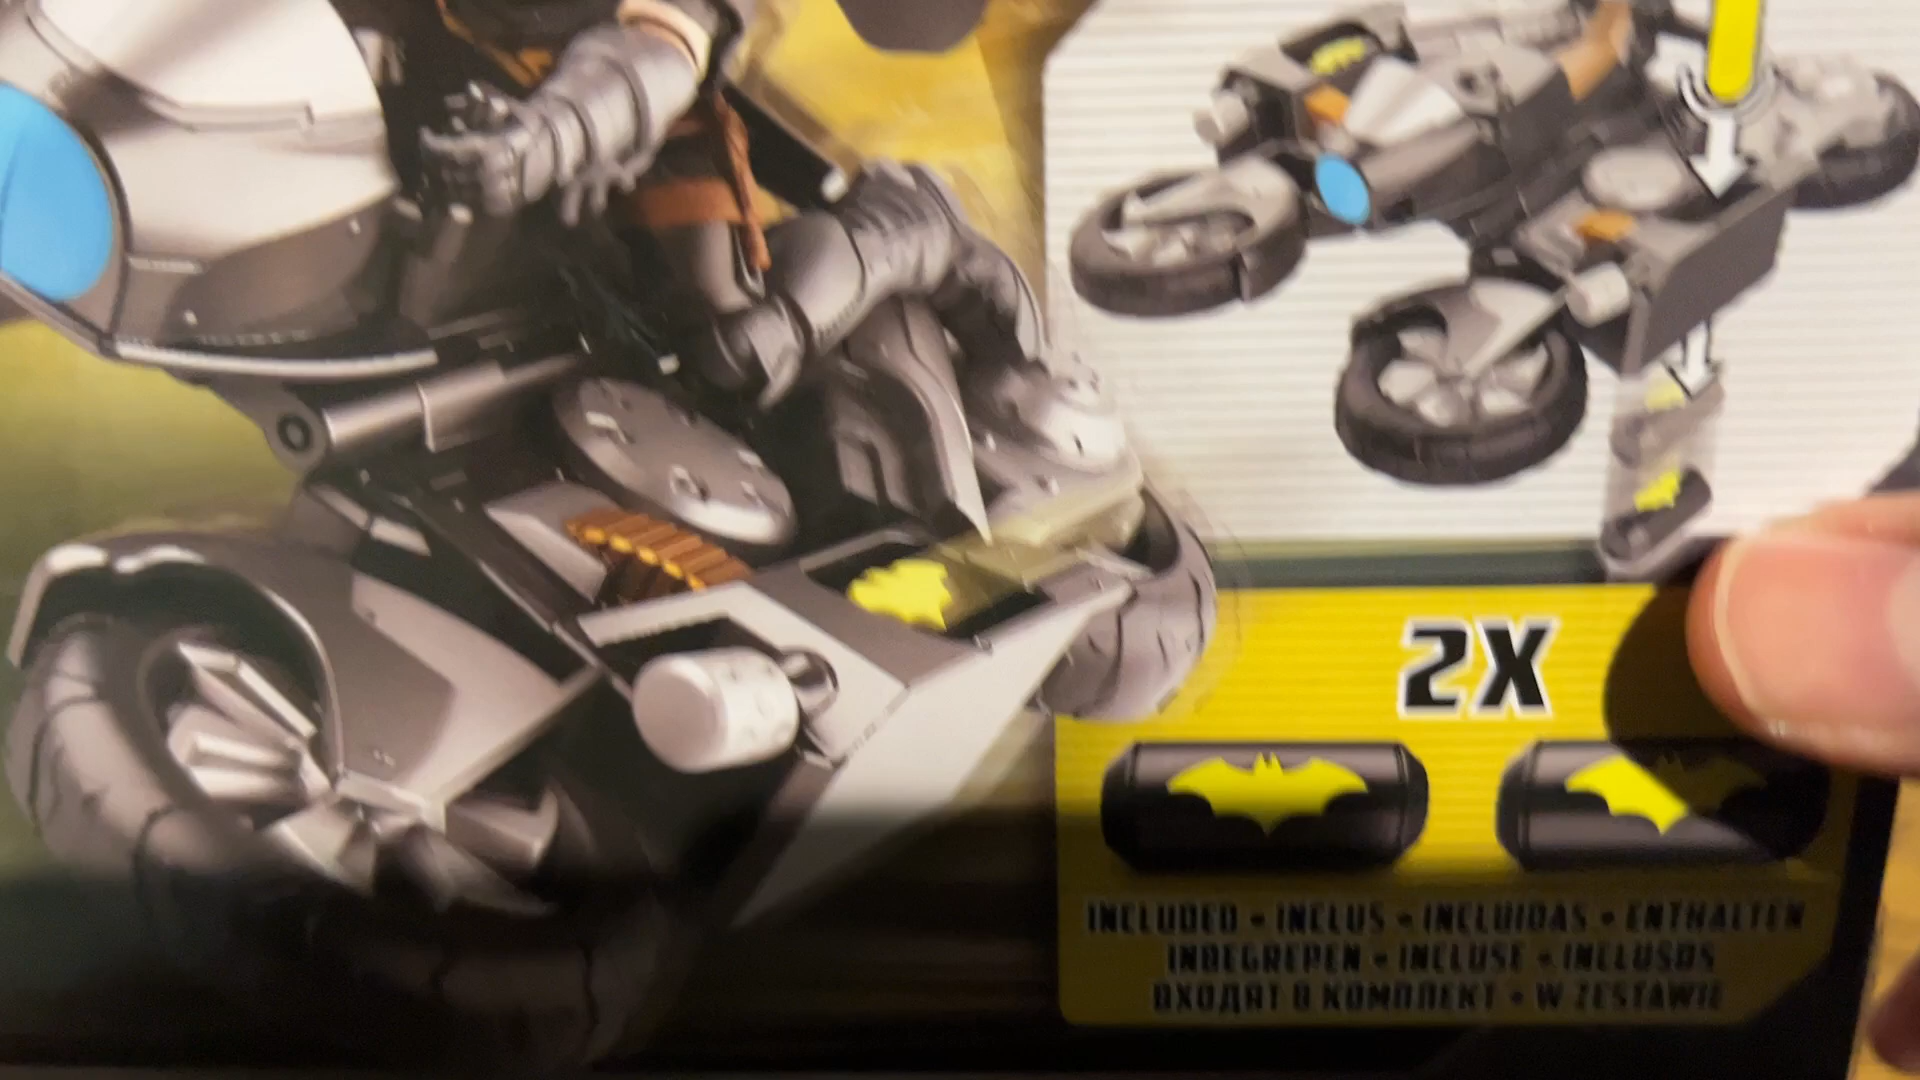 2X
INCLUDED • INCLUS • INCLUIDAS • ENTHALTEN
INBEGREPEN • INCLUSE • INCLUSOS
ВХОДЯТ В КОМПЛЕКТ • W ZESTAWIE